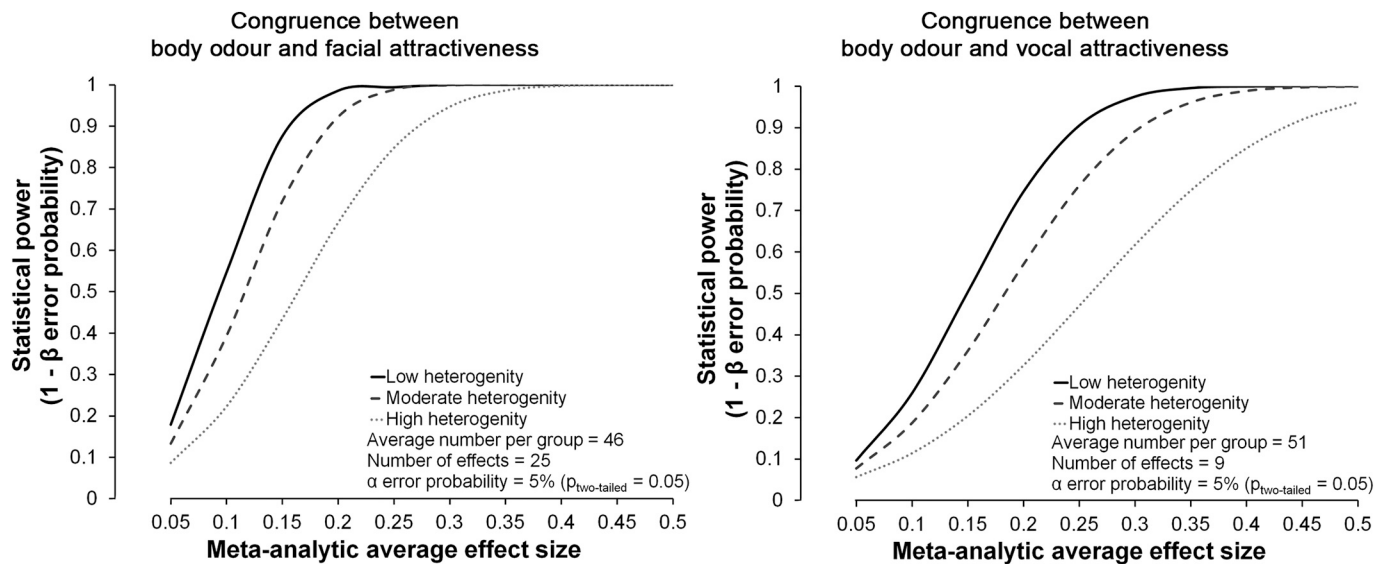 Congruence between
body odour and facial attractiveness
Statistical power
(1 - β error probability)
1
0.9
0.8
0.7
0.6
0.5
0.4
0.3
0.2
0.1
0
Low heterogenity
Moderate heterogenity
High heterogenity
Average number per group = 46
Number of effects = 25
α error probability = 5% (ptwo-tailed = 0.05)
0.05 0.1 0.15 0.2 0.25 0.3 0.35 0.4 0.45 0.5
Meta-analytic average effect size
Congruence between
body odour and vocal attractiveness
Statistical power
(1 - β error probability)
1
0.9
0.8
0.7
0.6
0.5
0.4
0.3
0.2
0.1
0
Low heterogenity
Moderate heterogenity
High heterogenity
Average number per group = 51
Number of effects = 9
α error probability = 5% (ptwo-tailed = 0.05)
0.05 0.1 0.15 0.2 0.25 0.3 0.35 0.4 0.45 0.5
Meta-analytic average effect size